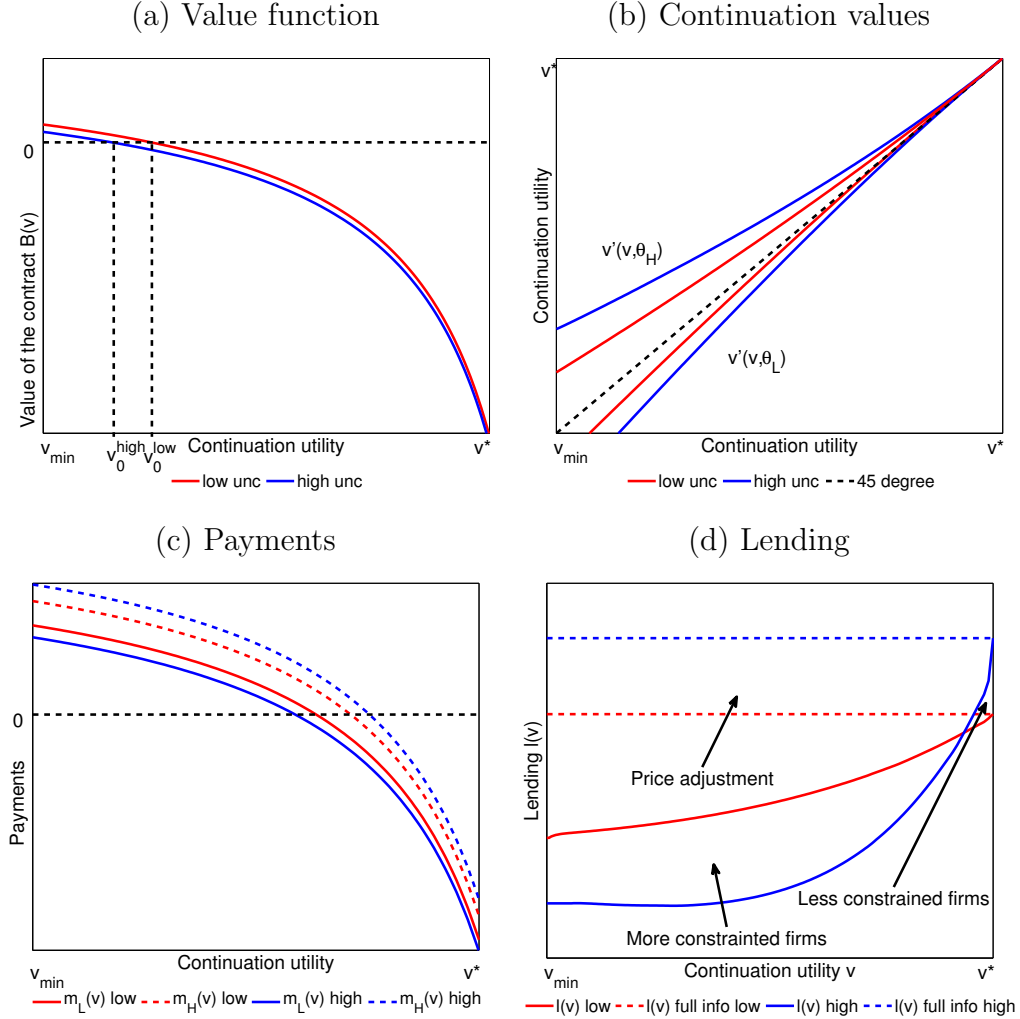 (a) Value function
Value of the contract B(v)
0
v_min
v_0^high
v_0^low
Continuation utility
v*
low unc
high unc
(b) Continuation values
v*
Continuation utility
v'(v,θ_H)
v'(v,θ_L)
v_min
Continuation utility
v*
low unc
high unc
45 degree
(c) Payments
0
Payments
v_min
Continuation utility
v*
m_L(v) low
m_H(v) low
m_L(v) high
m_H(v) high
(d) Lending
Lending l(v)
Price adjustment
Less constrained firms
More constrainted firms
v_min
Continuation utility v
v*
l(v) low
l(v) full info low
l(v) high
l(v) full info high